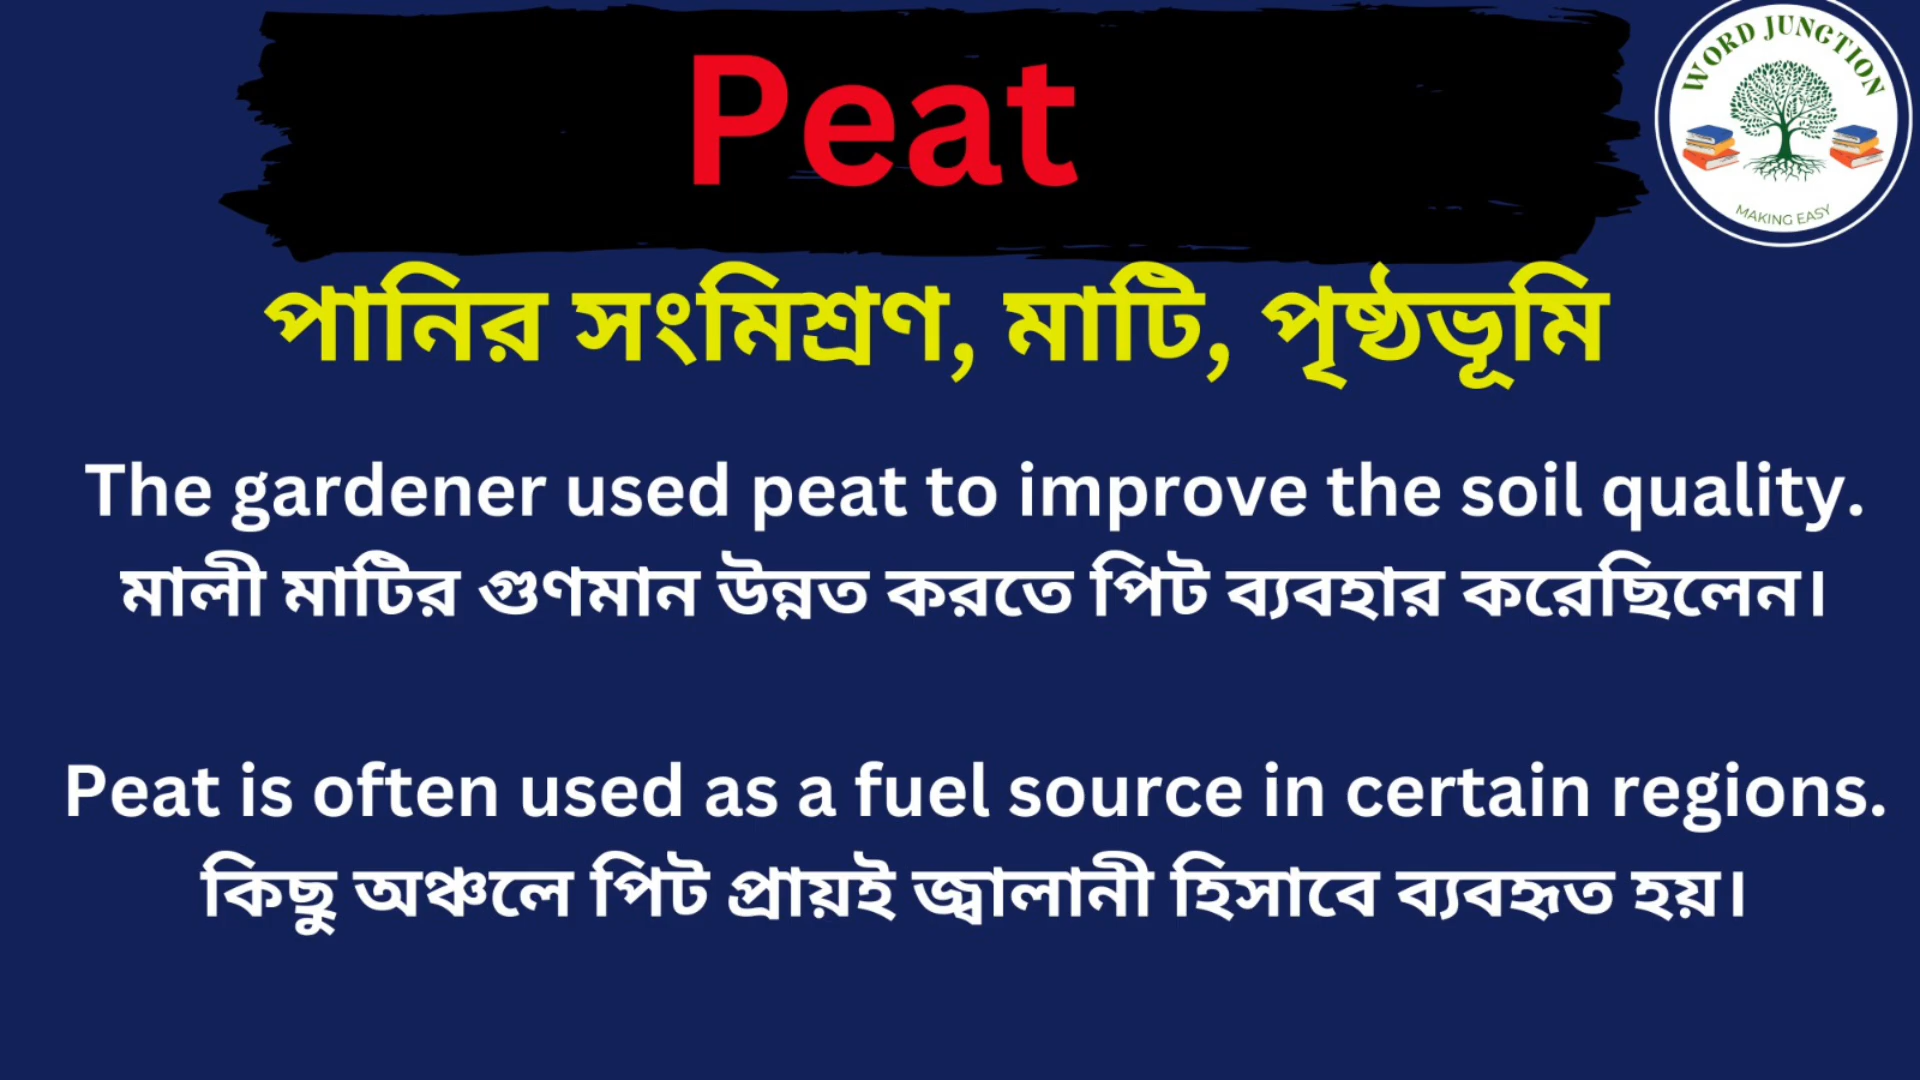 WORD JUNCTION
MAKING EASY
Peat
পানির সংমিশ্রণ, মাটি, পৃষ্ঠভূমি
The gardener used peat to improve the soil quality.
মালী মাটির গুণমান উন্নত করতে পিট ব্যবহার করেছিলেন।
Peat is often used as a fuel source in certain regions.
কিছু অঞ্চলে পিট প্রায়ই জ্বালানী হিসাবে ব্যবহৃত হয়।